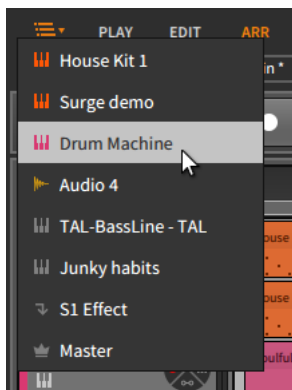 PLAY EDIT ARR
House Kit 1
in *
Surge demo
Drum Machine
Audio 4
TAL-BassLine - TAL
Junky habits
S1 Effect
Master